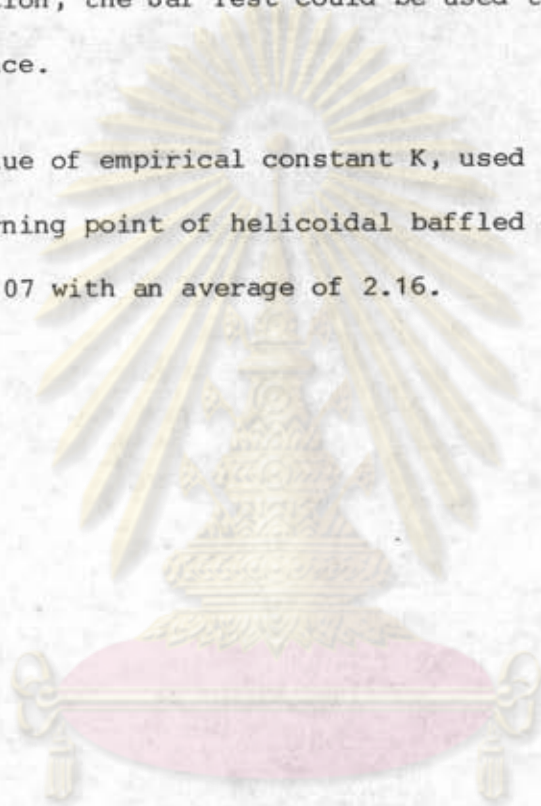 tion, the Jar Test could be used t
ce.
ue of empirical constant K, used
ning point of helicoidal baffled
07 with an average of 2.16.